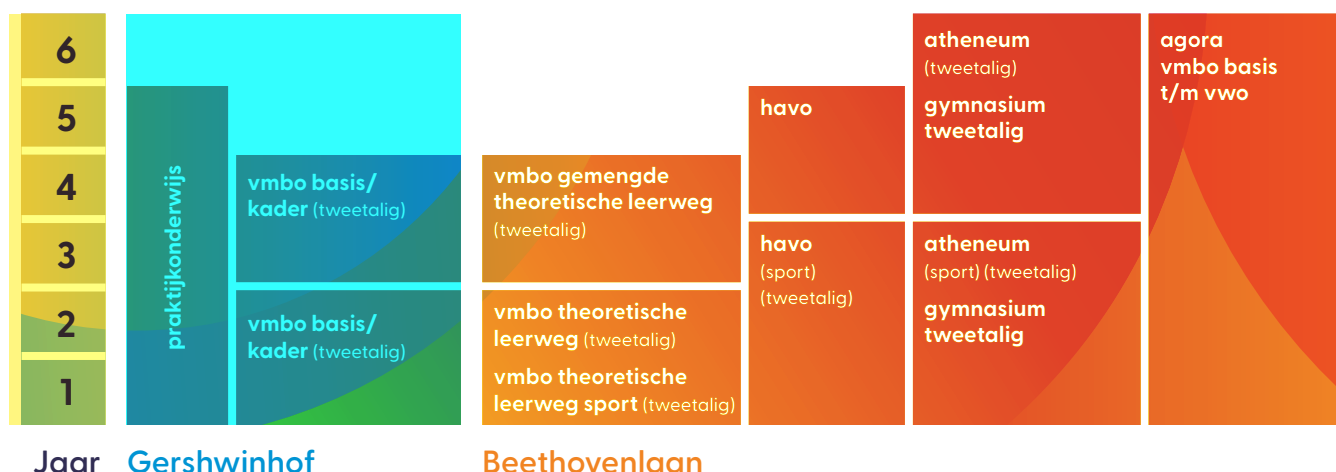 6
5
4
3
2
1
Jaar
praktijkonderwijs
vmbo basis/
kader (tweetalig)
vmbo basis/
kader (tweetalig)
Gershwinhof
vmbo gemengde
theoretische leerweg
(tweetalig)
vmbo theoretische
leerweg (tweetalig)
vmbo theoretische
leerweg sport (tweetalig)
havo
havo
(sport)
(tweetalig)
atheneum
(tweetalig)
gymnasium
tweetalig
atheneum
(sport) (tweetalig)
gymnasium
tweetalig
agora
vmbo basis
t/m vwo
Beethovenlaan